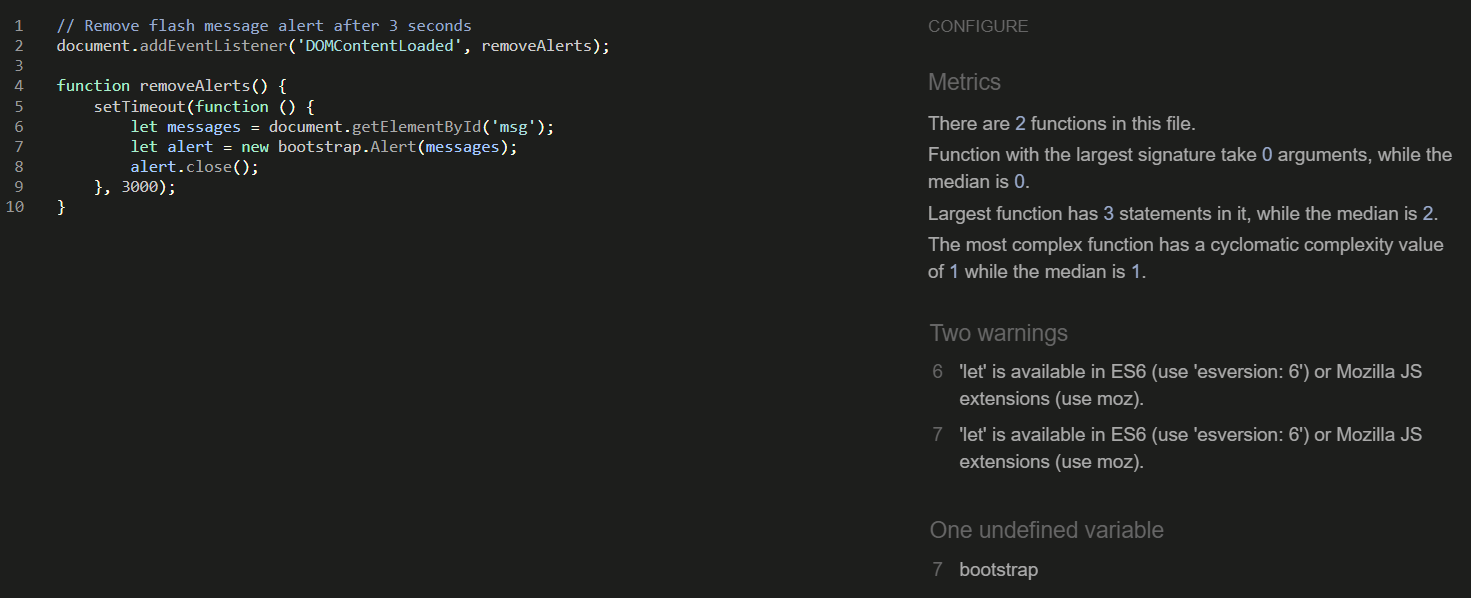 1 // Remove flash message alert after 3 seconds
2 document.addEventListener('DOMContentLoaded', removeAlerts);
3
4 function removeAlerts() {
5     setTimeout(function () {
6         let messages = document.getElementById('msg');
7         let alert = new bootstrap.Alert(messages);
8         alert.close();
9     }, 3000);
10 }
CONFIGURE
Metrics
There are 2 functions in this file.
Function with the largest signature take 0 arguments, while the
median is 0.
Largest function has 3 statements in it, while the median is 2.
The most complex function has a cyclomatic complexity value
of 1 while the median is 1.
Two warnings
6 'let' is available in ES6 (use 'esversion: 6') or Mozilla JS
extensions (use moz).
7 'let' is available in ES6 (use 'esversion: 6') or Mozilla JS
extensions (use moz).
One undefined variable
7 bootstrap